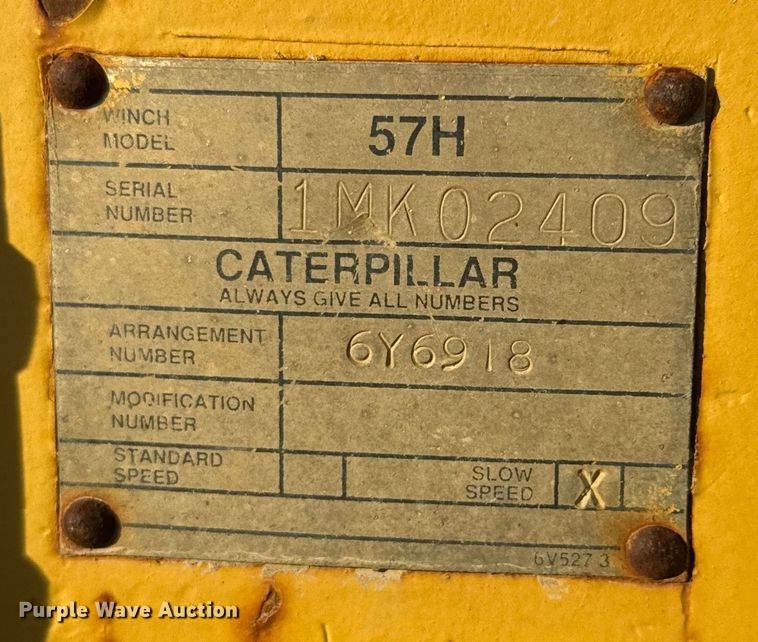 WINCH
MODEL
57H
SERIAL
NUMBER
1MK02409
CATERPILLAR
ALWAYS GIVE ALL NUMBERS
ARRANGEMENT
NUMBER
6Y6918
MODIFICATION
NUMBER
STANDARD
SPEED
SLOW
SPEED
X
6V527 3
Purple Wave Auction